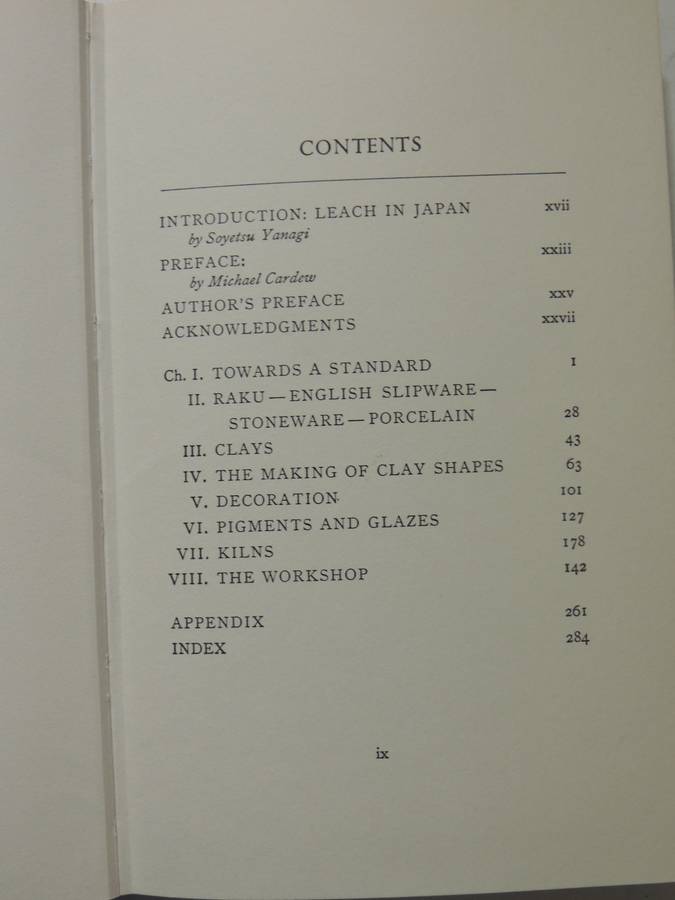 CONTENTS
INTRODUCTION: LEACH IN JAPAN xvii
by Soyetsu Yanagi
PREFACE: xxiii
by Michael Cardew
AUTHOR'S PREFACE xxv
ACKNOWLEDGMENTS xxvii
Ch. I. TOWARDS A STANDARD 1
II. RAKU — ENGLISH SLIPWARE —
STONEWARE — PORCELAIN 28
III. CLAYS 43
IV. THE MAKING OF CLAY SHAPES 63
V. DECORATION 101
VI. PIGMENTS AND GLAZES 127
VII. KILNS 178
VIII. THE WORKSHOP 142
APPENDIX 261
INDEX 284
ix